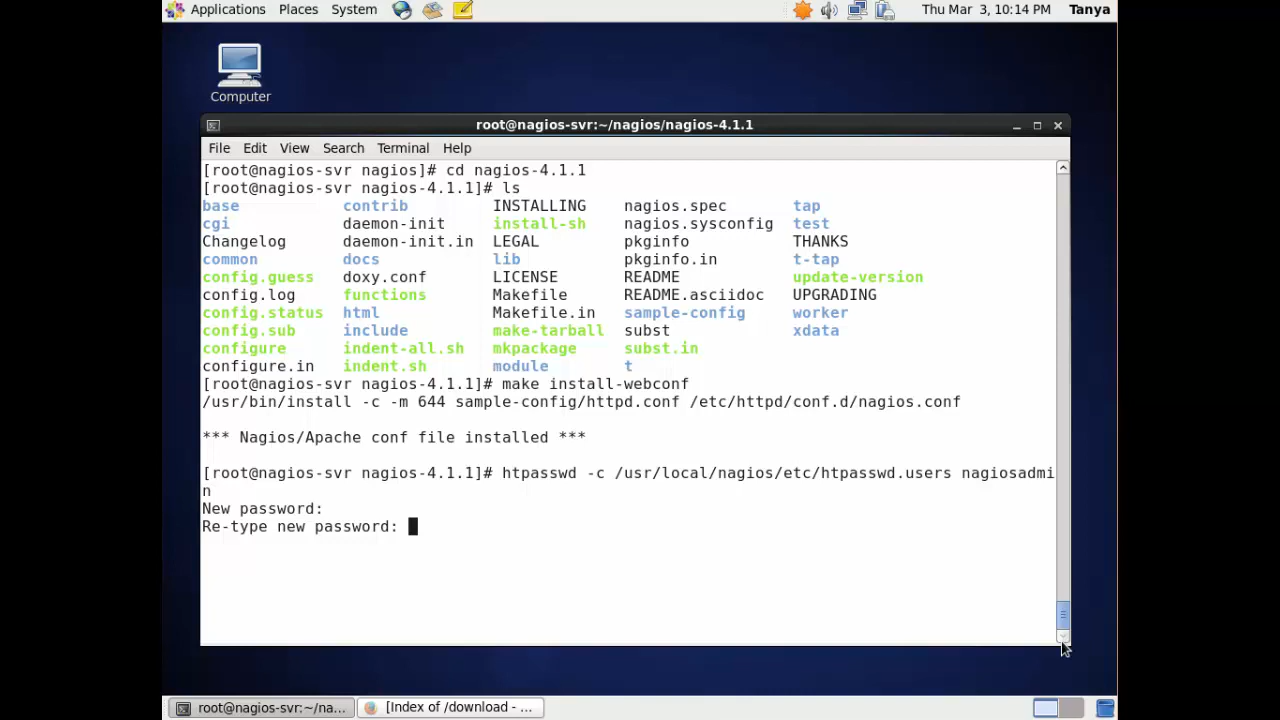 Applications Places System Thu Mar 3, 10:14 PM Tanya
Computer
root@nagios-svr:~/nagios/nagios-4.1.1
File Edit View Search Terminal Help
[root@nagios-svr nagios]# cd nagios-4.1.1
[root@nagios-svr nagios-4.1.1]# ls
base contrib INSTALLING nagios.spec tap
cgi daemon-init install-sh nagios.sysconfig test
Changelog daemon-init.in LEGAL pkginfo THANKS
common docs lib pkginfo.in t-tap
config.guess doxy.conf LICENSE README update-version
config.log functions Makefile README.asciidoc UPGRADING
config.status html Makefile.in sample-config worker
config.sub include make-tarball subst xdata
configure indent-all.sh mkpackage subst.in
configure.in indent.sh module t
[root@nagios-svr nagios-4.1.1]# make install-webconf
/usr/bin/install -c -m 644 sample-config/httpd.conf /etc/httpd/conf.d/nagios.conf
*** Nagios/Apache conf file installed ***
[root@nagios-svr nagios-4.1.1]# htpasswd -c /usr/local/nagios/etc/htpasswd.users nagiosadmi
n
New password:
Re-type new password:
root@nagios-svr:~/na... [Index of /download - ...